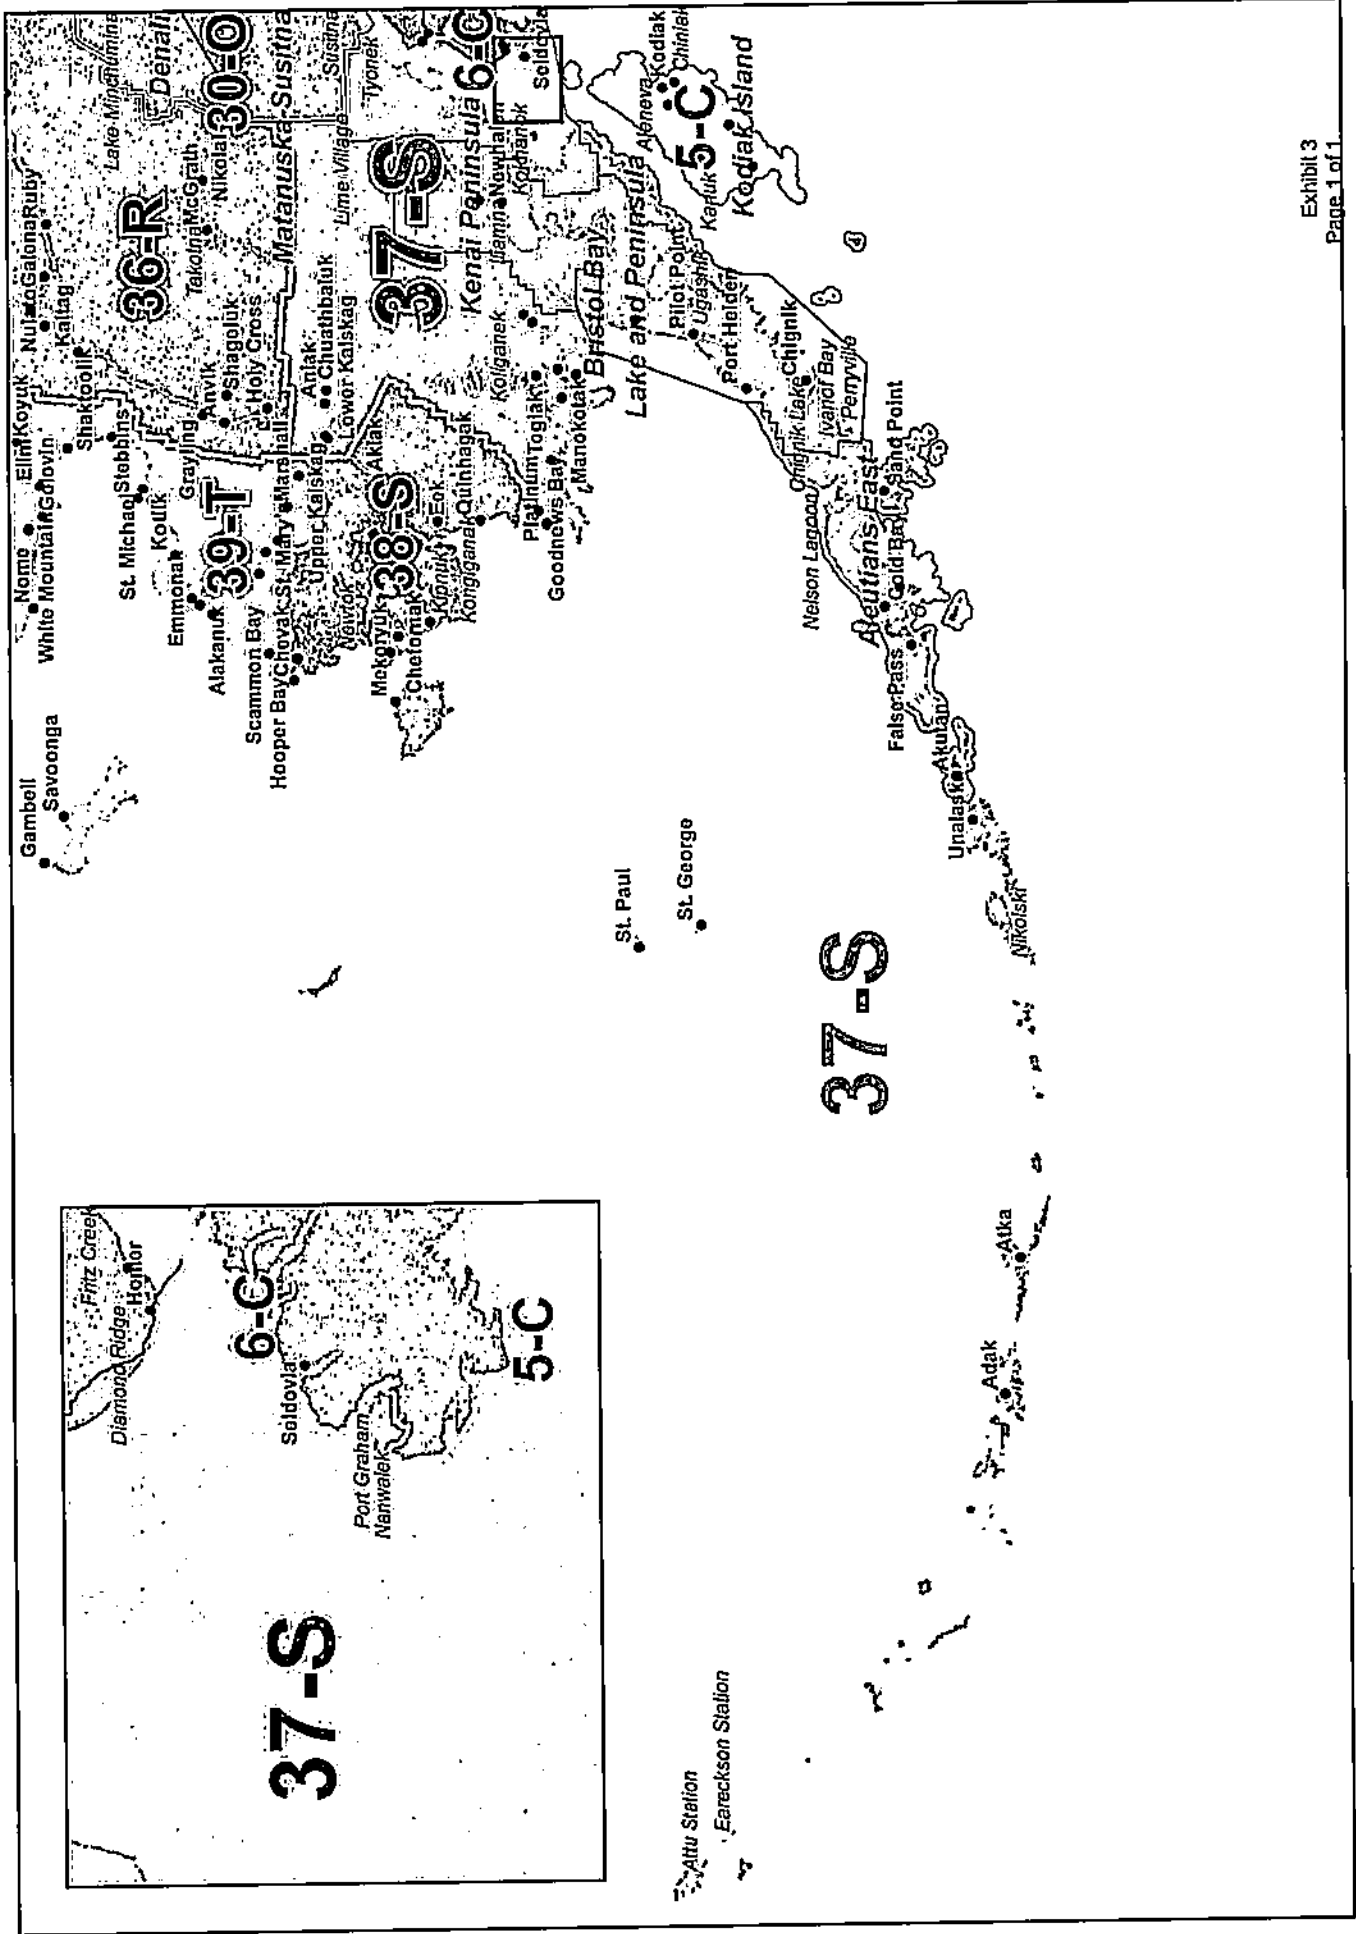 Gambell
Savoonga
Nome
White Mountain
Elim
Koyuk
Golovin
Shaktoolik
St. Michael
Stebbins
Kotlik
Emmonak
Alakanuk
Nulato
Galena
Ruby
Kaltag
Lake Minchumina
Denali
36-R
Takotna
McGrath
Nikolai
30-O
Grayling
Anvik
Shageluk
Holy Cross
39-T
Scammon Bay
Hooper Bay
Chevak
St. Mary's
Marshall
Upper Kalskag
Matanuska-Susitna
Aniak
Chuathbaluk
Lower Kalskag
Lime Village
Susitna
Tyonek
Newtok
Mekoryuk
Chefornak
38-S
Akiak
Eek
Kipnuk
Kongiganak
Quinhagak
37-S
Kenai Peninsula
6-C
Iliamna
Newhalen
Kokhanok
Seldovia
Koliganek
Platinum
Togiak
Goodnews Bay
Manokotak
Bristol Bay
Lake and Peninsula
Aleneva
Kodiak
Chiniak
5-C
Karluk
Kodiak Island
Pilot Point
Ugashik
Port Heiden
Chignik
Chignik Lake
Ivanof Bay
Perryville
Nelson Lagoon
Aleutians East
Cold Bay
Sand Point
False Pass
Akutan
Unalaska
Nikolski
St. Paul
St. George
37-S
Atka
Adak
Attu Station
Eareckson Station
Fritz Creek
Diamond Ridge
Homer
6-C
Seldovia
Port Graham
Nanwalek
5-C
37-S
Exhibit 3
Page 1 of 1